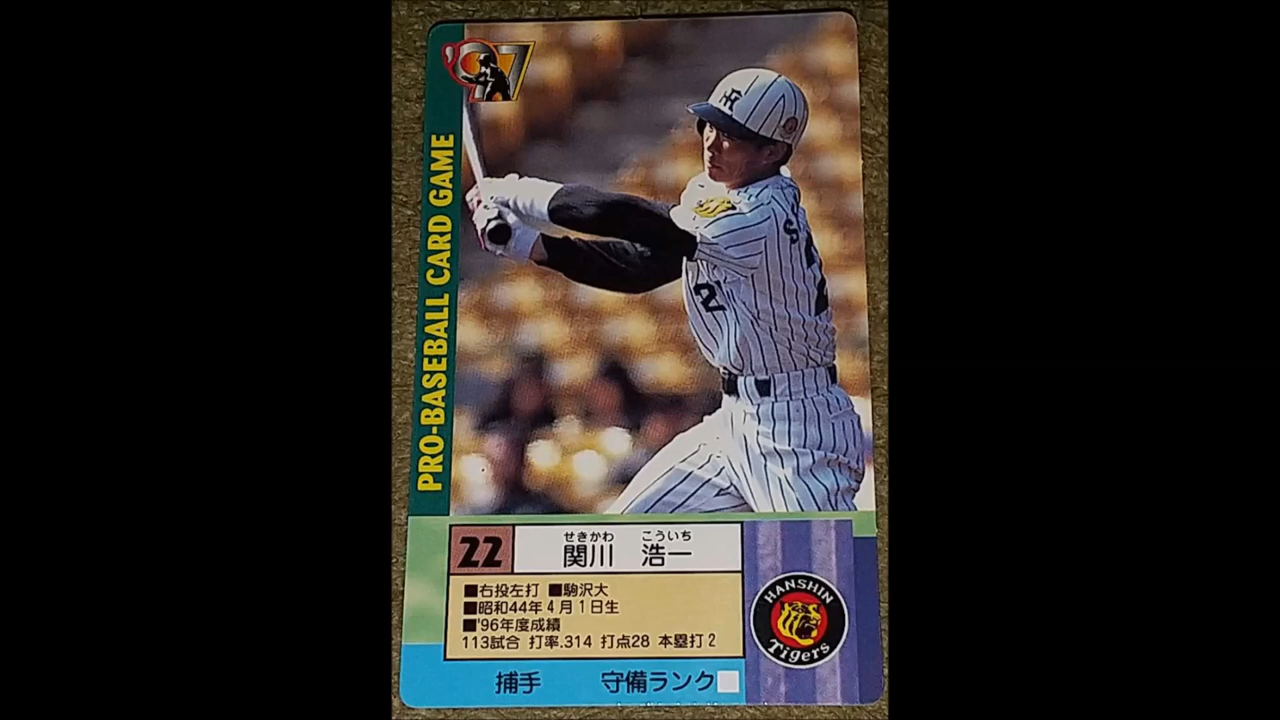 '97
PRO-BASEBALL CARD GAME
22
せきかわ こういち
関川 浩一
■右投左打 ■駒沢大
■昭和44年4月1日生
■'96年度成績
113試合 打率.314 打点28 本塁打2
捕手 守備ランク
HANSHIN
Tigers